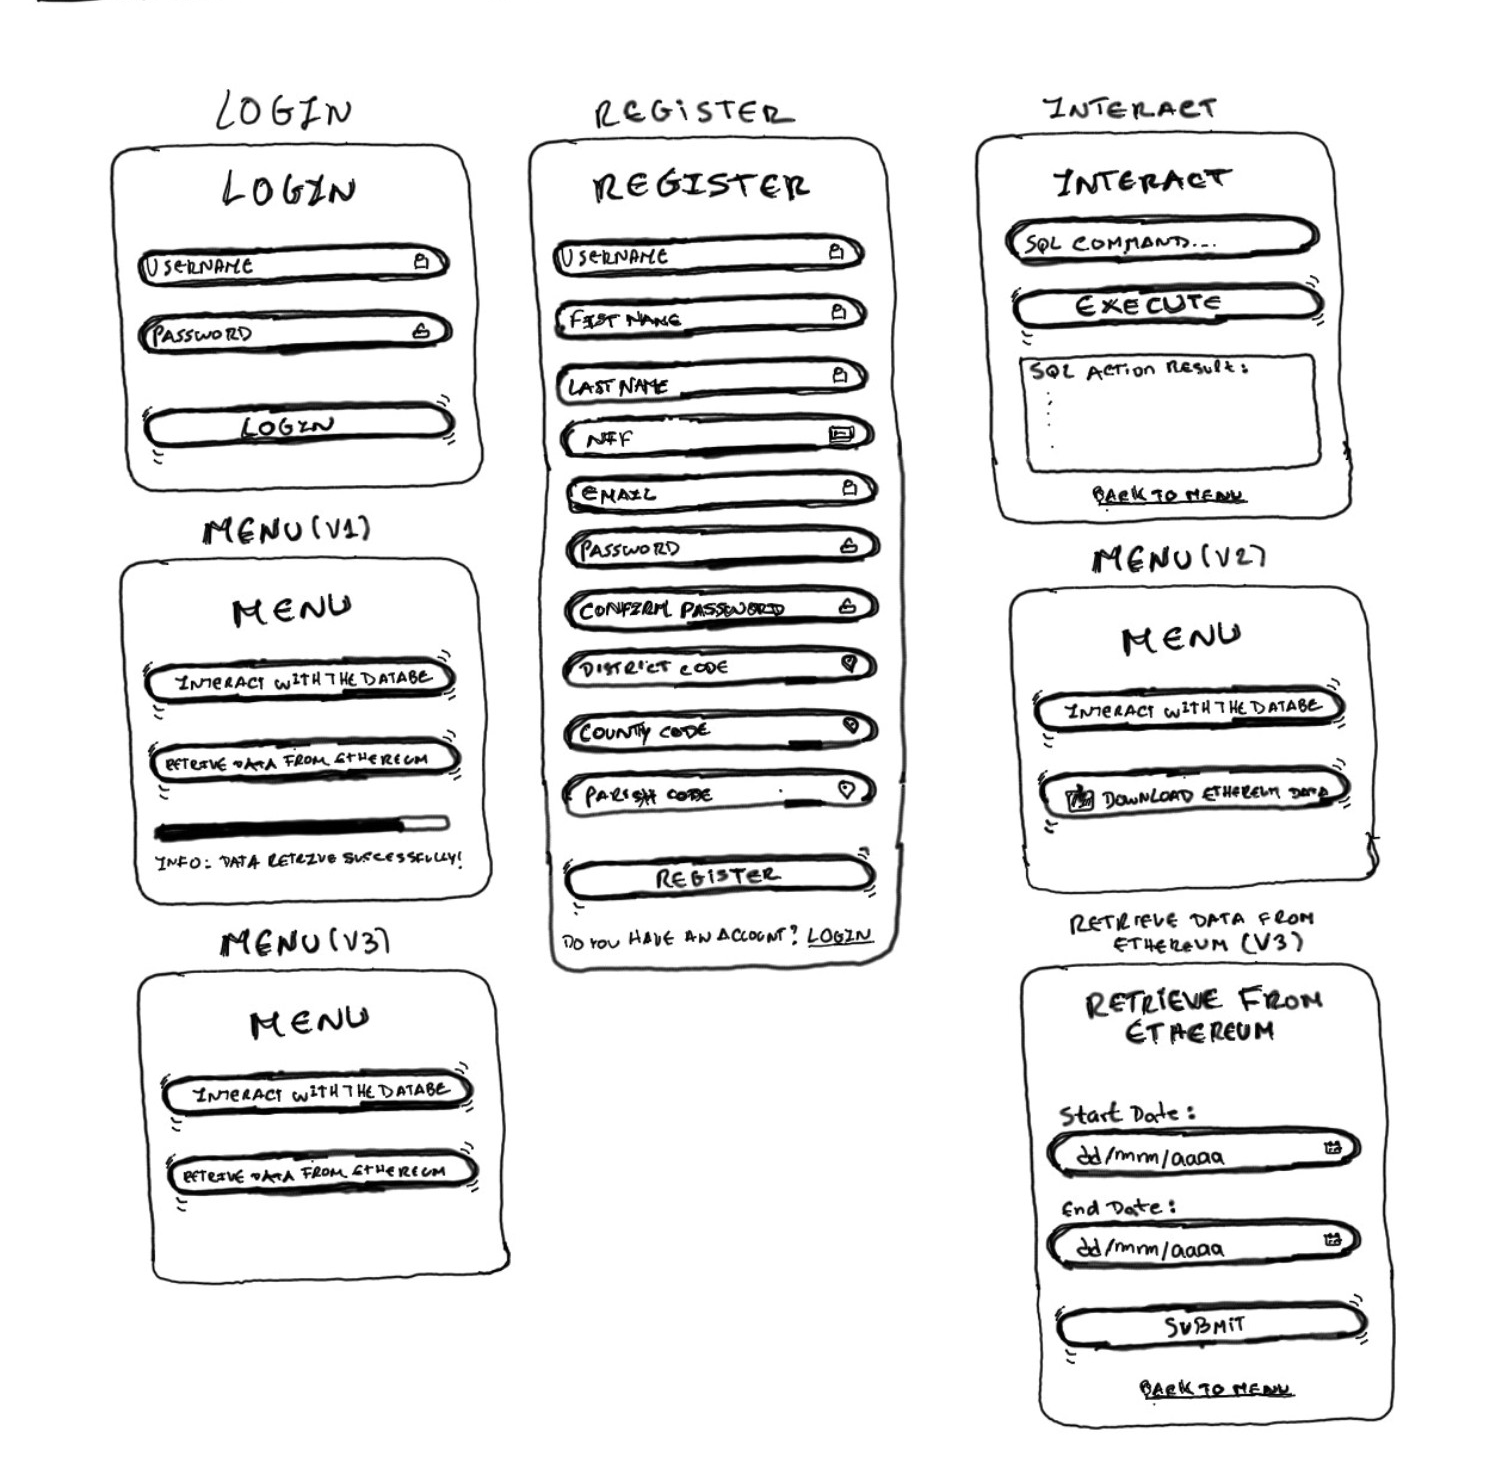 LOGIN
LOGIN
USERNAME
PASSWORD
LOGIN
MENU (V1)
MENU
INTERACT WITH THE DATABE
RETRIVE DATA FROM ETHEREUM
INFO: DATA RETRIVE SUCCESSFULLY!
MENU (V3)
MENU
INTERACT WITH THE DATABE
RETRIVE DATA FROM ETHEREUM
REGISTER
REGISTER
USERNAME
FIST NAME
LAST NAME
NIF
EMAIL
PASSWORD
CONFIRM PASSWORD
DISTRICT CODE
COUNTY CODE
PARISH CODE
REGISTER
DO YOU HAVE AN ACCOUNT? LOGIN
INTERACT
INTERACT
SQL COMMAND...
EXECUTE
SQL ACTION RESULT:
BACK TO MENU
MENU (V2)
MENU
INTERACT WITH THE DATABE
DOWNLOAD ETHEREUM DATA
RETRIEVE DATA FROM
ETHEREUM (V3)
RETRIEVE FROM
ETHEREUM
Start Date:
dd/mm/aaaa
End Date:
dd/mm/aaaa
SUBMIT
BACK TO MENU